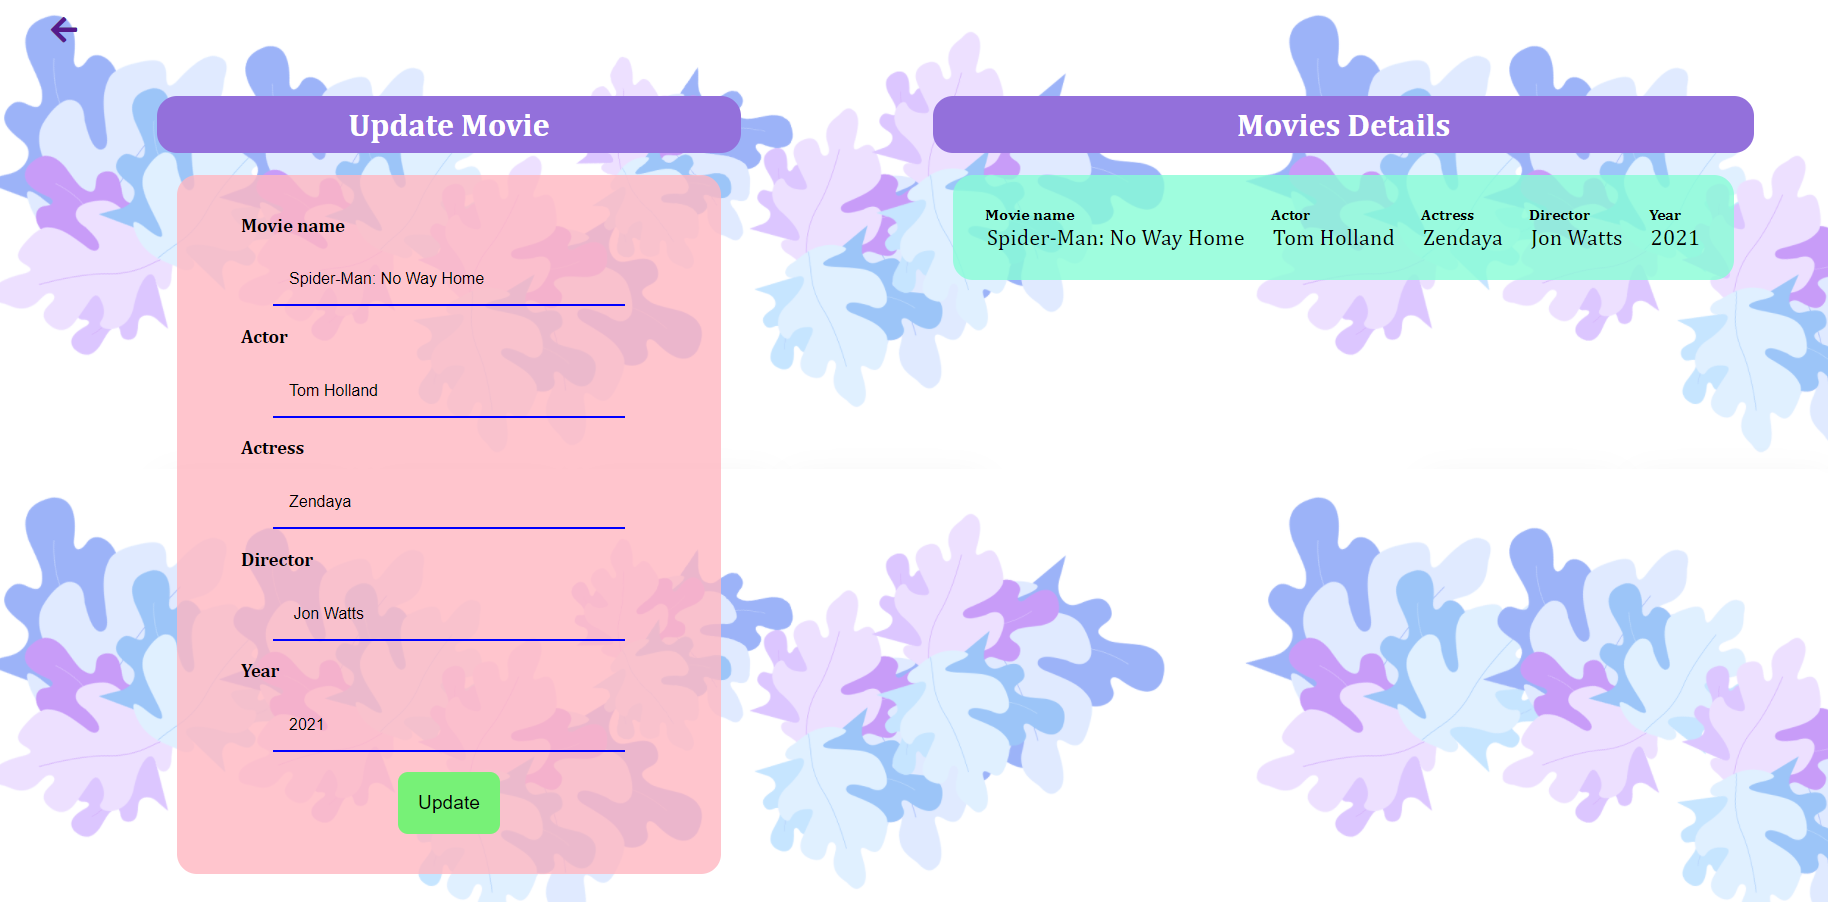 Update Movie
Movie name
Spider-Man: No Way Home
Actor
Tom Holland
Actress
Zendaya
Director
Jon Watts
Year
2021
Update
Movies Details
Movie name Actor Actress Director Year
Spider-Man: No Way Home Tom Holland Zendaya Jon Watts 2021